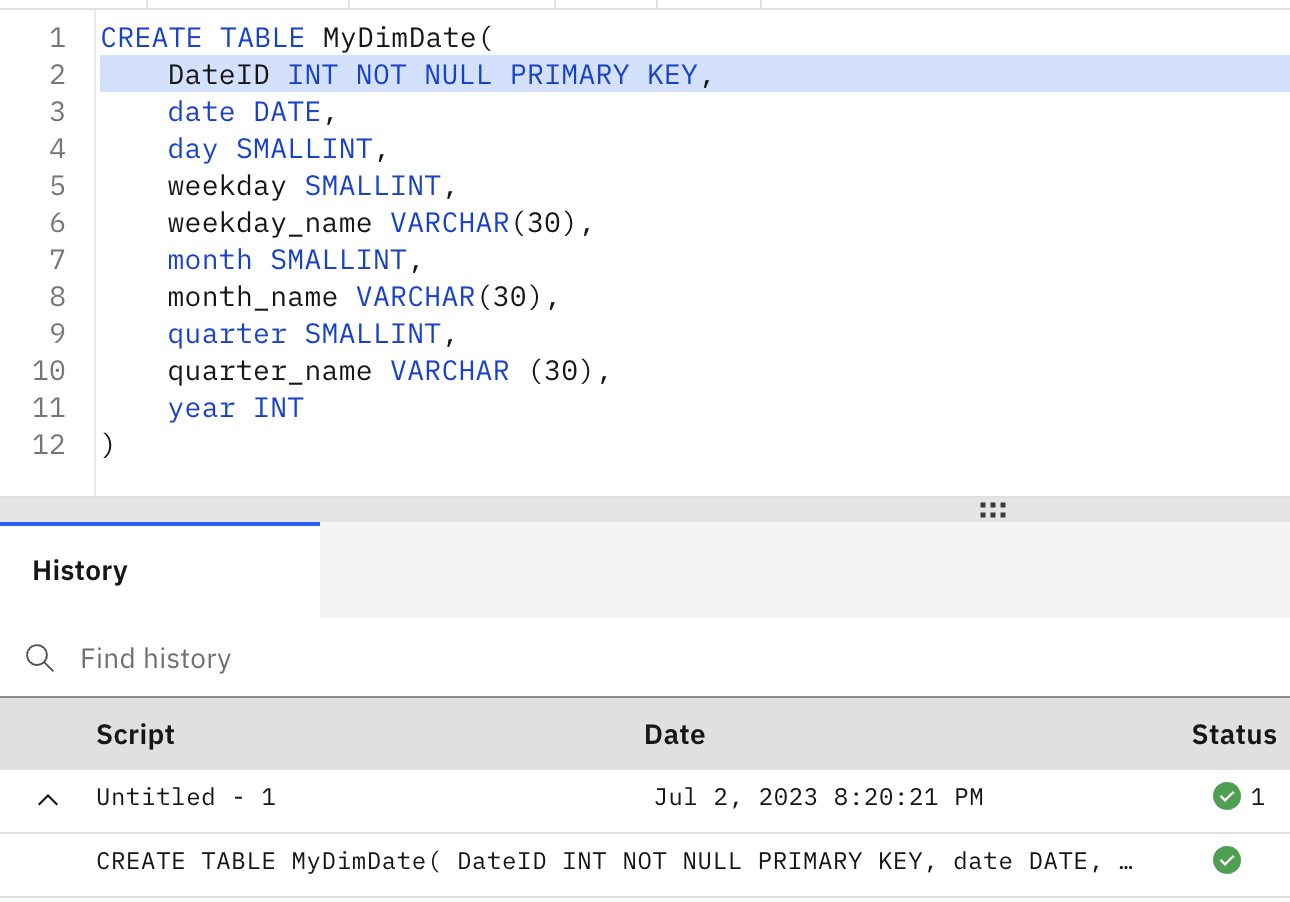 1 CREATE TABLE MyDimDate(
2 DateID INT NOT NULL PRIMARY KEY,
3 date DATE,
4 day SMALLINT,
5 weekday SMALLINT,
6 weekday_name VARCHAR(30),
7 month SMALLINT,
8 month_name VARCHAR(30),
9 quarter SMALLINT,
10 quarter_name VARCHAR (30),
11 year INT
12 )
History
Find history
Script Date Status
Untitled - 1 Jul 2, 2023 8:20:21 PM 1
CREATE TABLE MyDimDate( DateID INT NOT NULL PRIMARY KEY, date DATE, …